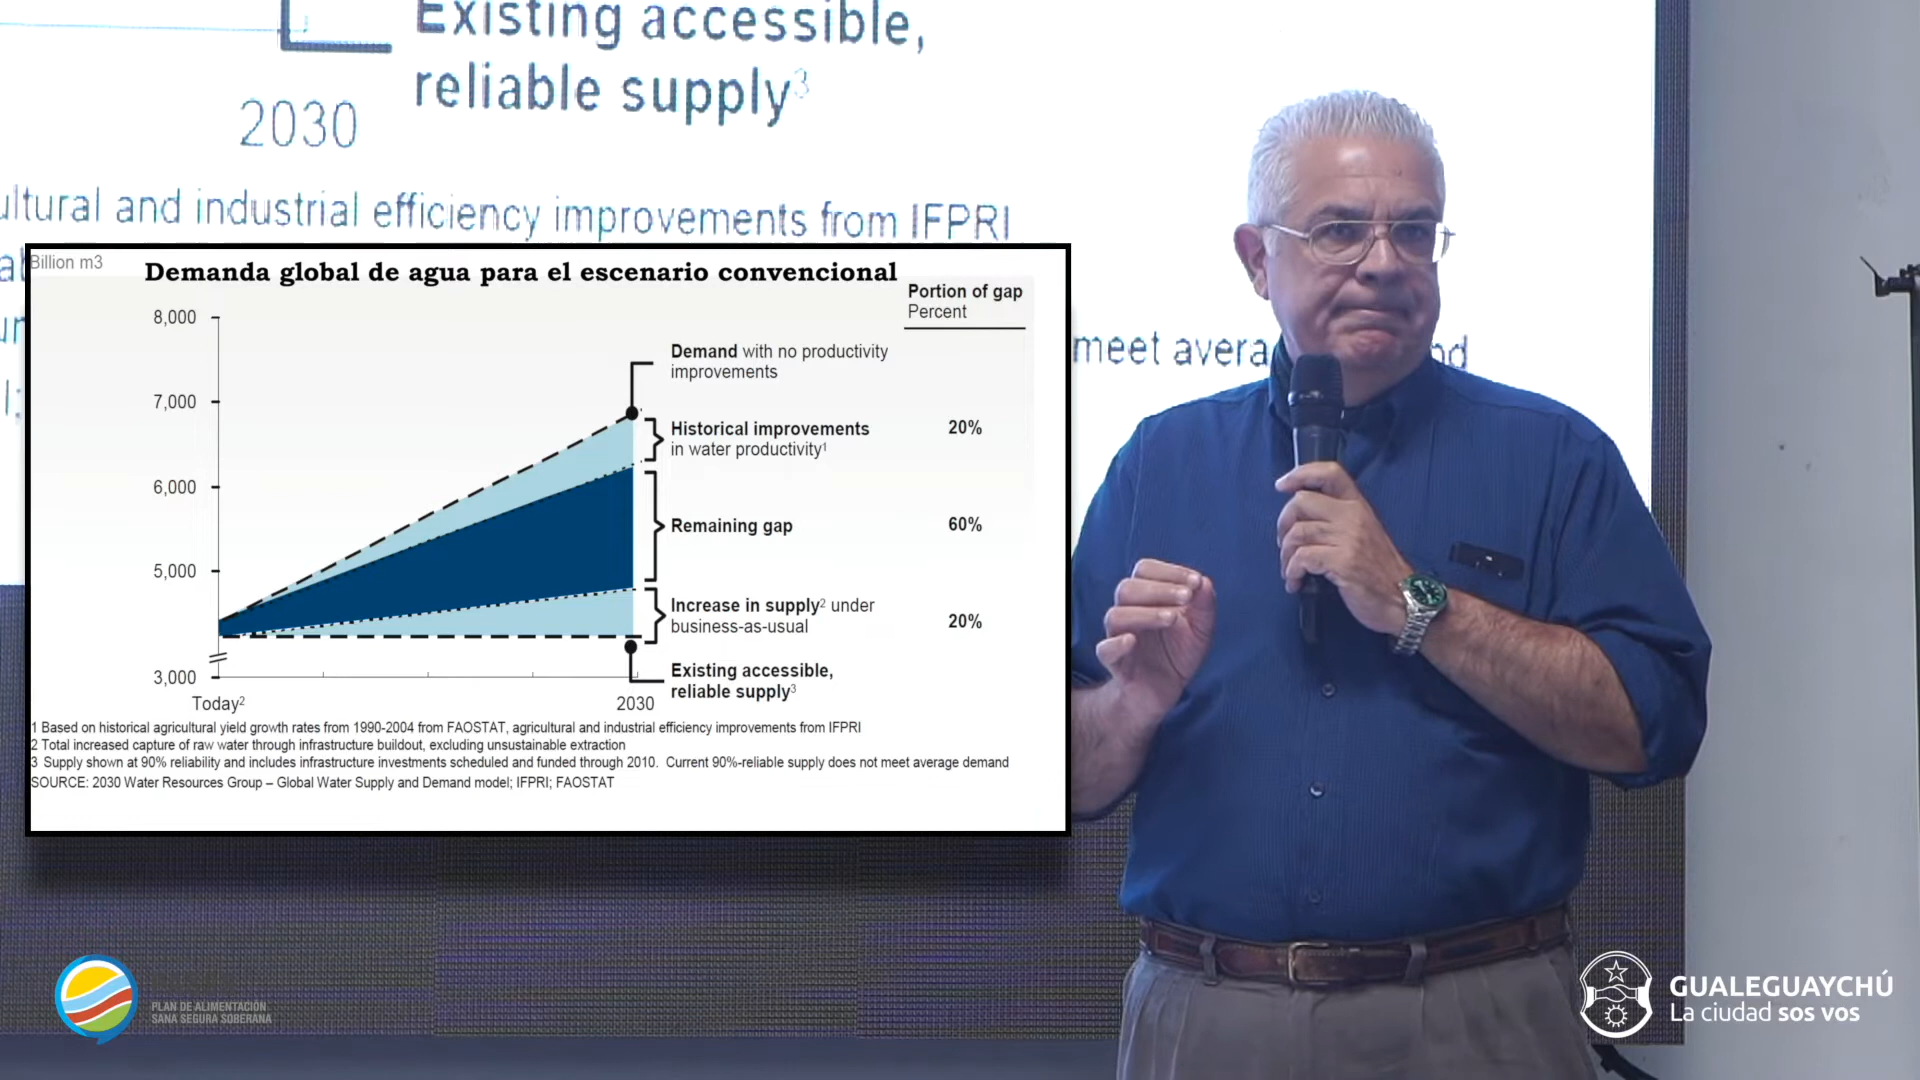 Existing accessible,
reliable supply3
2030
ultural and industrial efficiency improvements from IFPRI
meet avera
Billion m3
Demanda global de agua para el escenario convencional
Portion of gap
Percent
8,000
7,000
6,000
5,000
3,000
Demand with no productivity
improvements
Historical improvements
in water productivity1
20%
Remaining gap
60%
Increase in supply2 under
business-as-usual
20%
Existing accessible,
reliable supply3
Today2
2030
1 Based on historical agricultural yield growth rates from 1990-2004 from FAOSTAT, agricultural and industrial efficiency improvements from IFPRI
2 Total increased capture of raw water through infrastructure buildout, excluding unsustainable extraction
3 Supply shown at 90% reliability and includes infrastructure investments scheduled and funded through 2010. Current 90%-reliable supply does not meet average demand
SOURCE: 2030 Water Resources Group – Global Water Supply and Demand model; IFPRI; FAOSTAT
PLAN DE ALIMENTACIÓN
SANA SEGURA SOBERANA
GUALEGUAYCHÚ
La ciudad sos vos